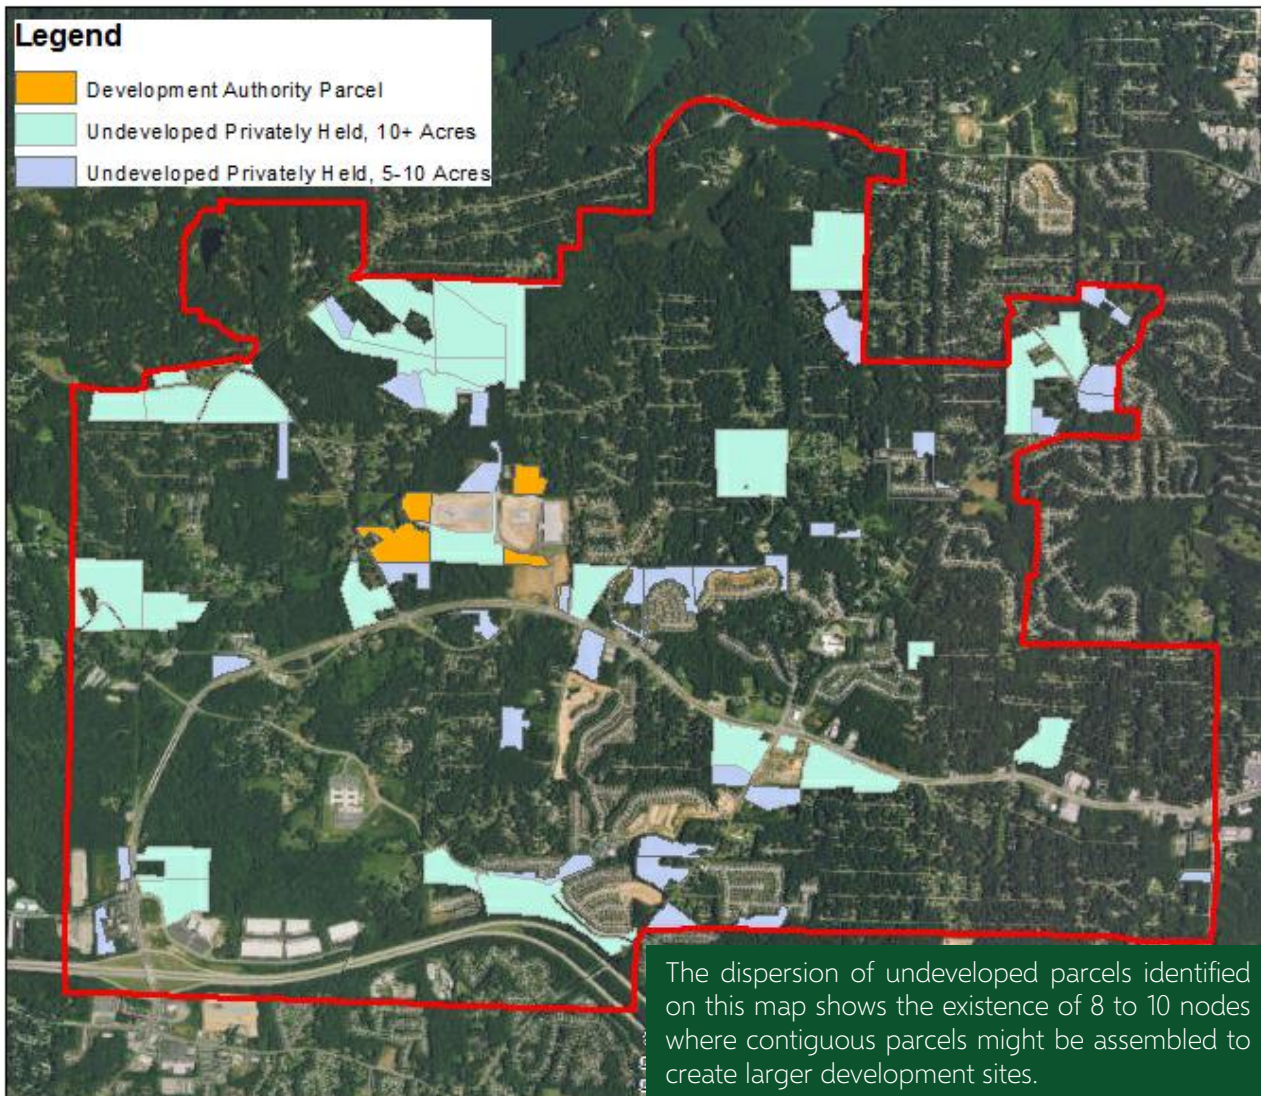 Legend
Development Authority Parcel
Undeveloped Privately Held, 10+ Acres
Undeveloped Privately Held, 5-10 Acres
The dispersion of undeveloped parcels identified
on this map shows the existence of 8 to 10 nodes
where contiguous parcels might be assembled to
create larger development sites.